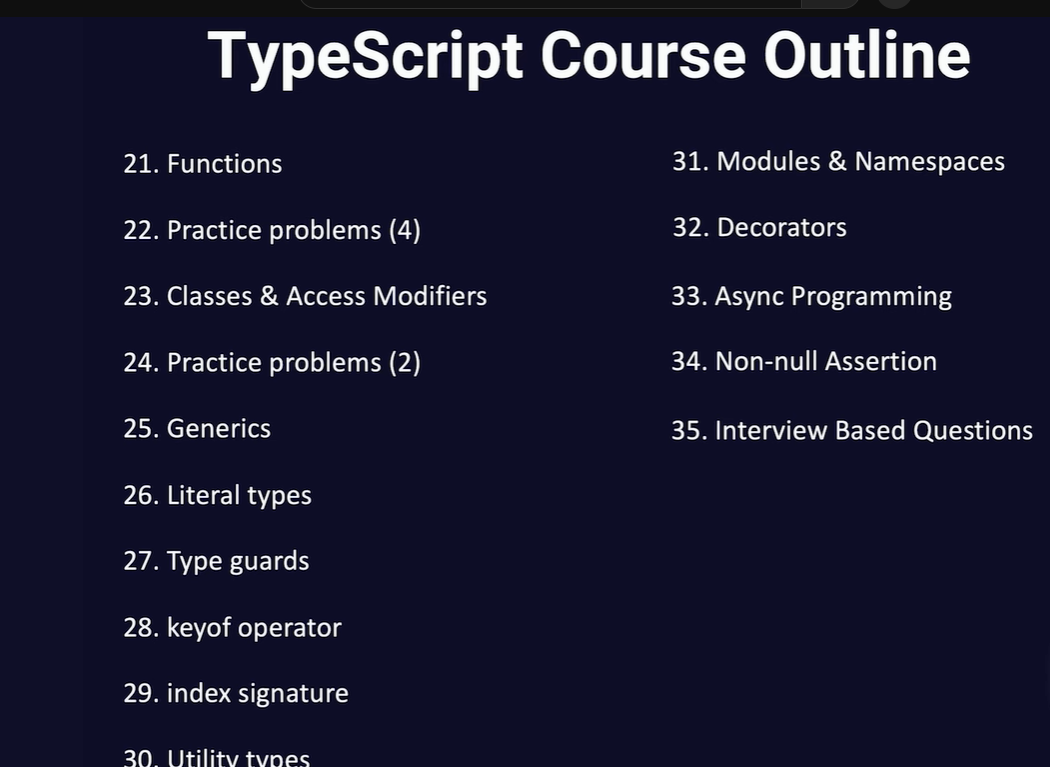 TypeScript Course Outline
21. Functions
22. Practice problems (4)
23. Classes & Access Modifiers
24. Practice problems (2)
25. Generics
26. Literal types
27. Type guards
28. keyof operator
29. index signature
30. Utility types
31. Modules & Namespaces
32. Decorators
33. Async Programming
34. Non-null Assertion
35. Interview Based Questions